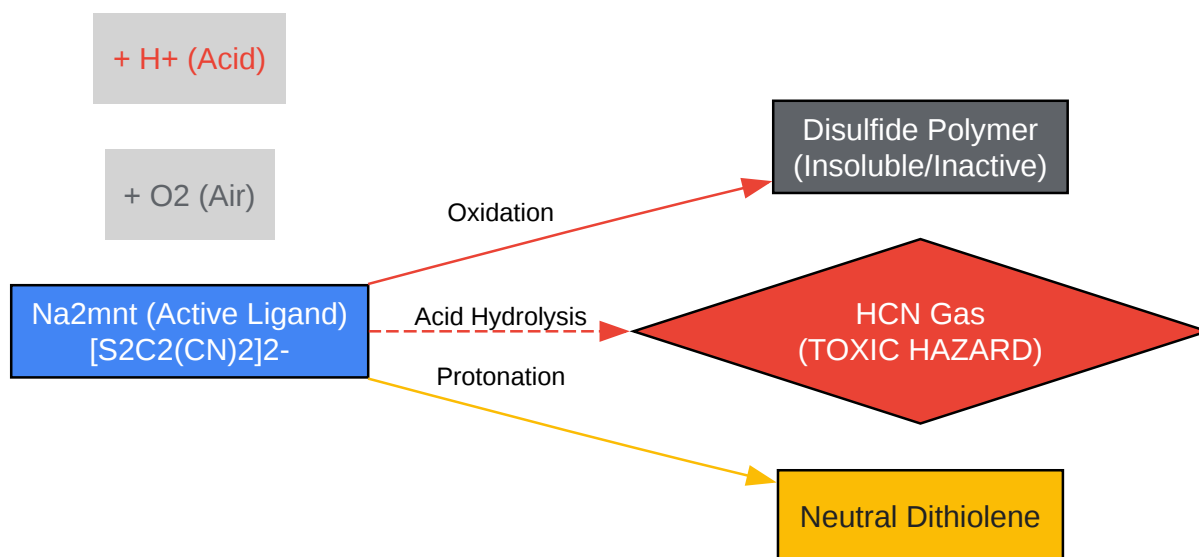 + H+ (Acid)
+ O2 (Air)
Na2mnt (Active Ligand)
[S2C2(CN)2]2-
Oxidation
Acid Hydrolysis
Protonation
Disulfide Polymer
(Insoluble/Inactive)
HCN Gas
(TOXIC HAZARD)
Neutral Dithiolene